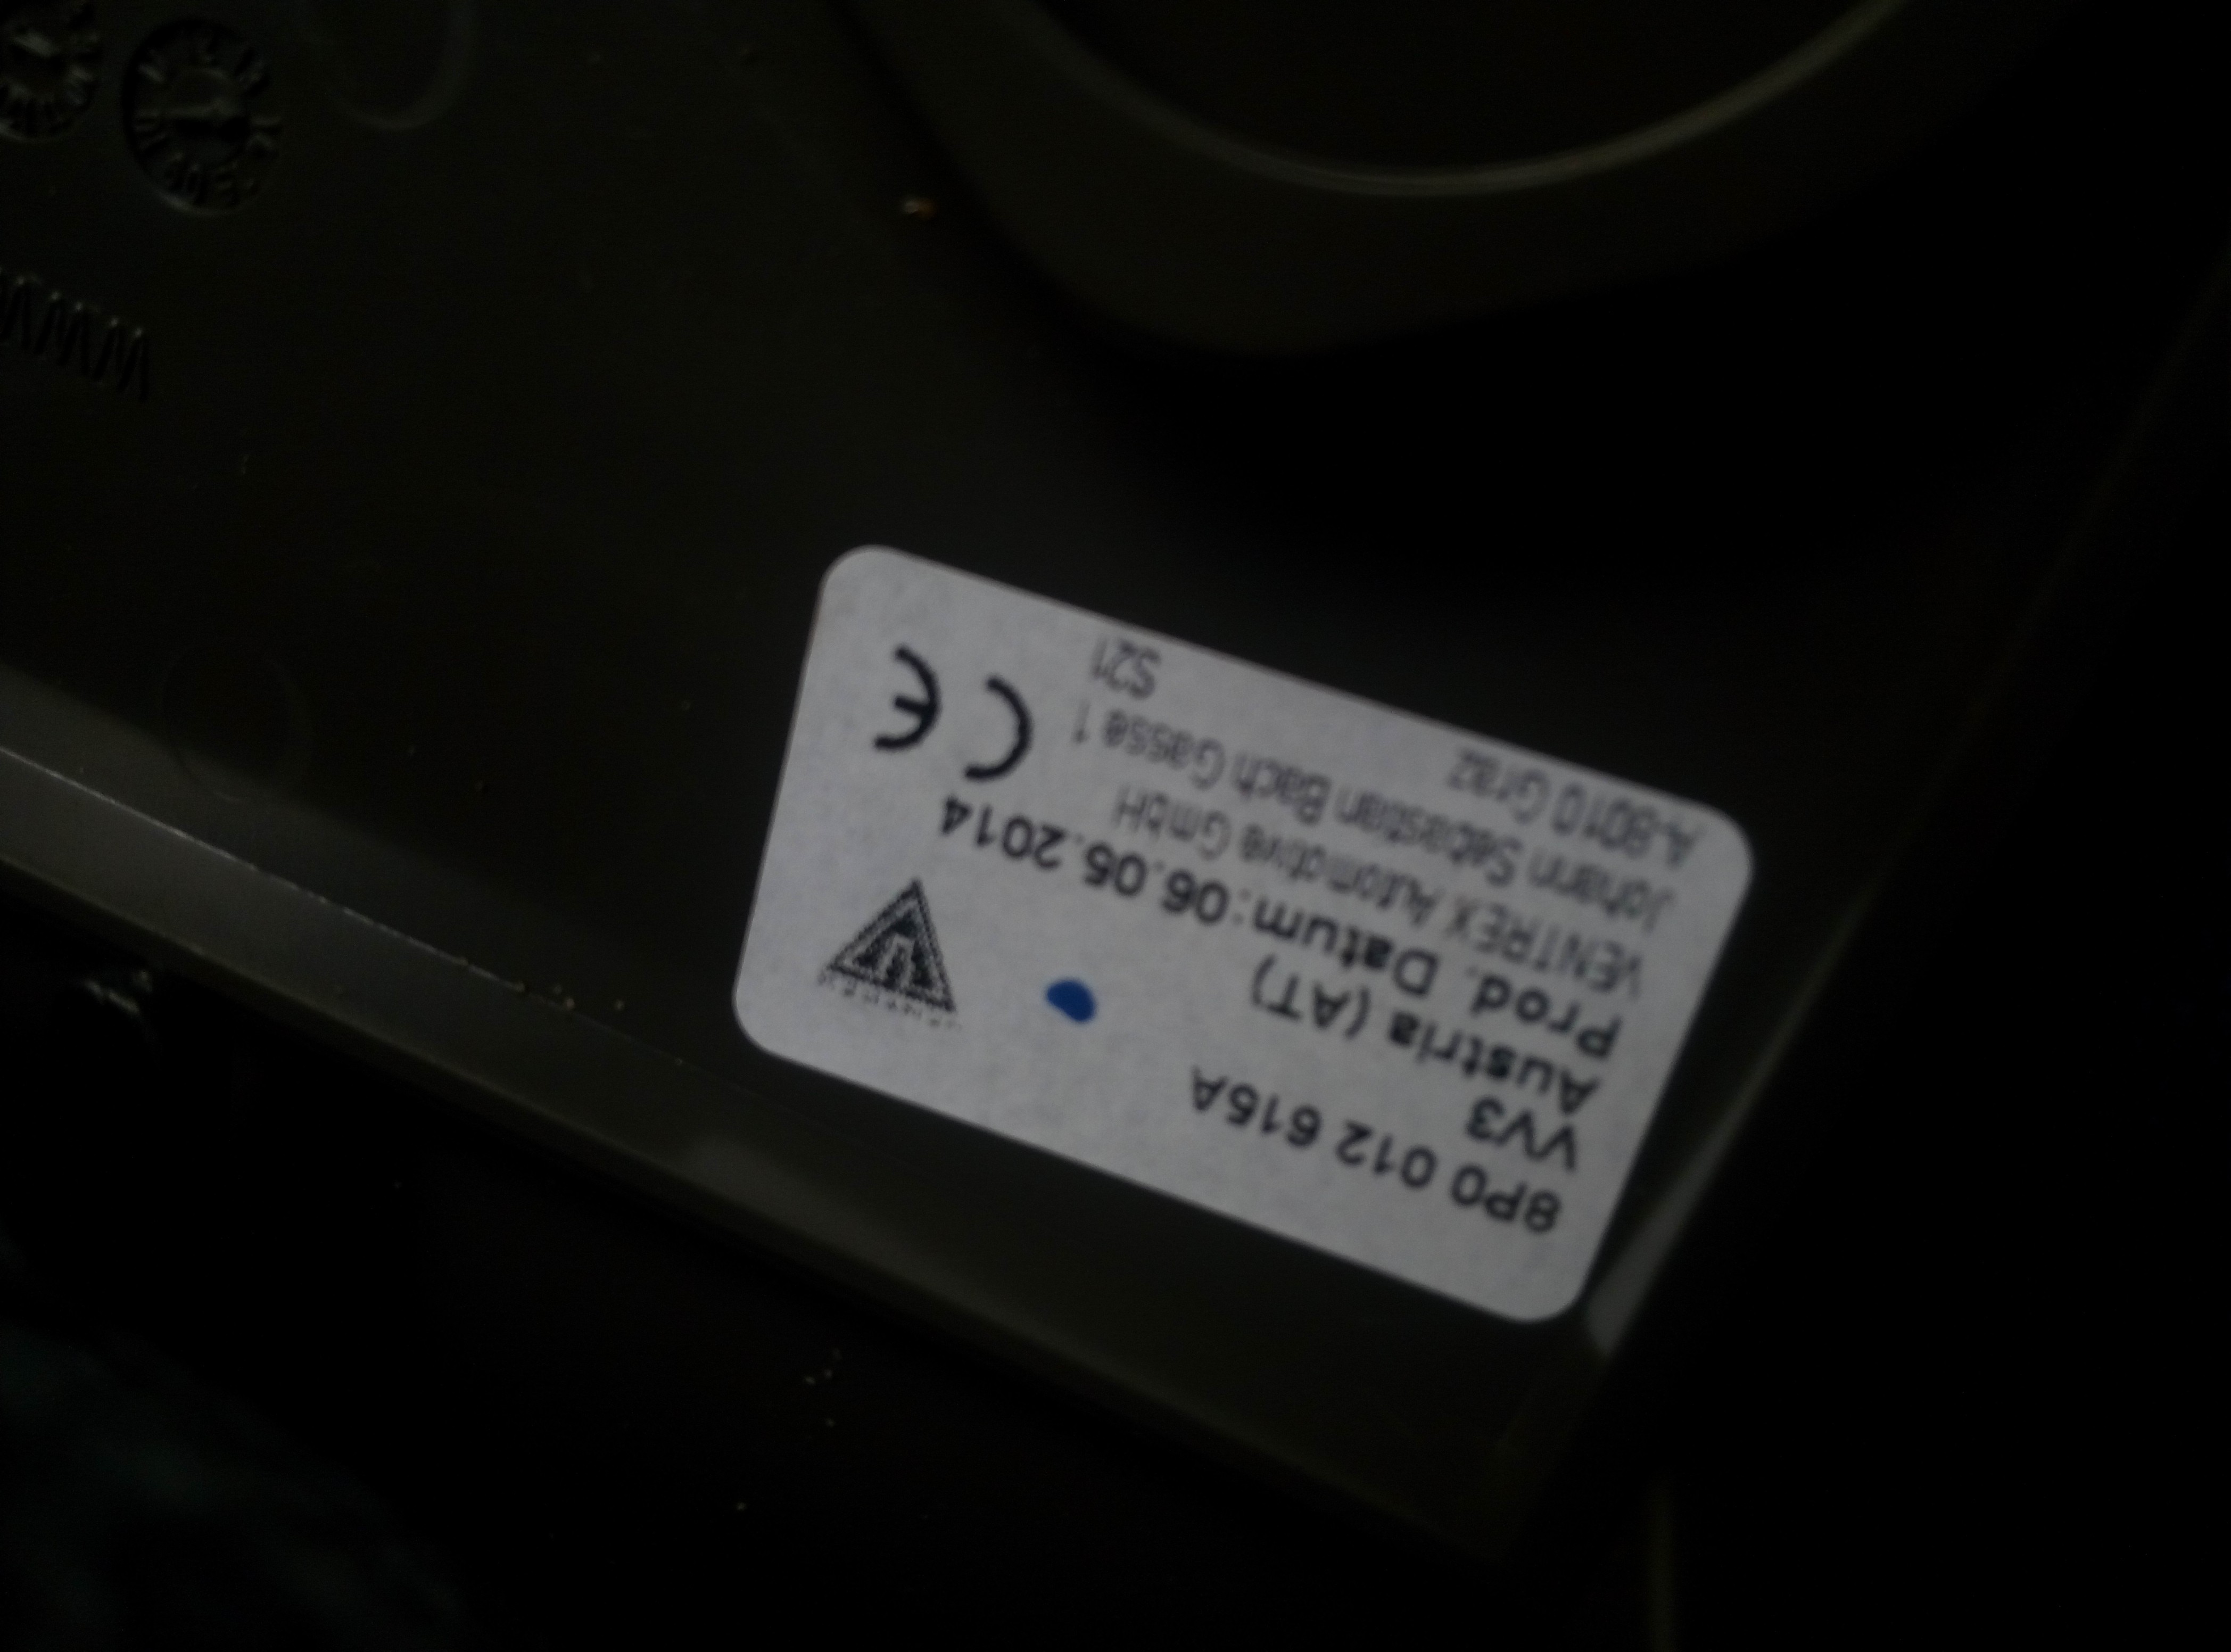 8P0 012 615A
VV3
Austria (AT)
Prod. Datum: 06.05.2014
VENTREX Automotive GmbH
Johann Sebastian Bach Gasse 1
A-8010 Graz
S21
CE